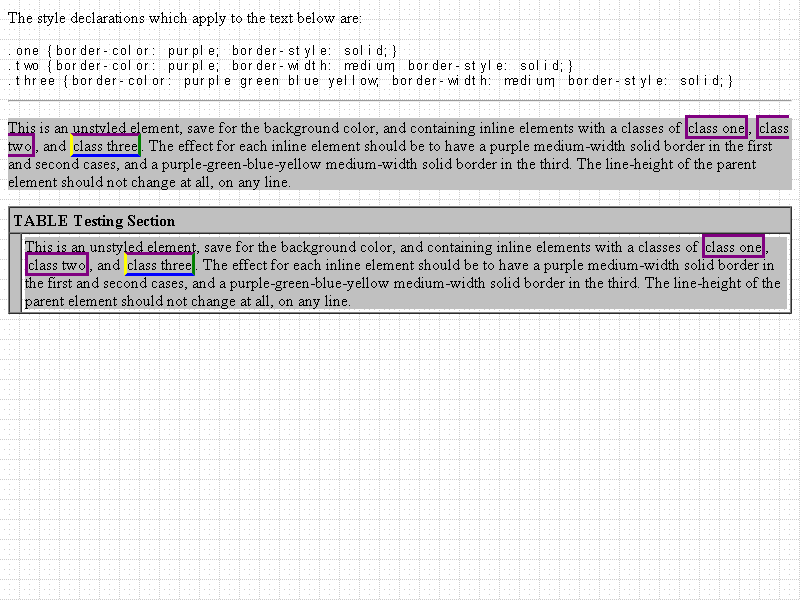 The style declarations which apply to the text below are:
.one {border-color: purple; border-style: solid;}
.two {border-color: purple; border-width: medium; border-style: solid;}
.three {border-color: purple green blue yellow; border-width: medium; border-style: solid;}
This is an unstyled element, save for the background color, and containing inline elements with a classes of class one, class
two, and class three. The effect for each inline element should be to have a purple medium-width solid border in the first
and second cases, and a purple-green-blue-yellow medium-width solid border in the third. The line-height of the parent
element should not change at all, on any line.
TABLE Testing Section
This is an unstyled element, save for the background color, and containing inline elements with a classes of class one,
class two, and class three. The effect for each inline element should be to have a purple medium-width solid border in
the first and second cases, and a purple-green-blue-yellow medium-width solid border in the third. The line-height of the
parent element should not change at all, on any line.